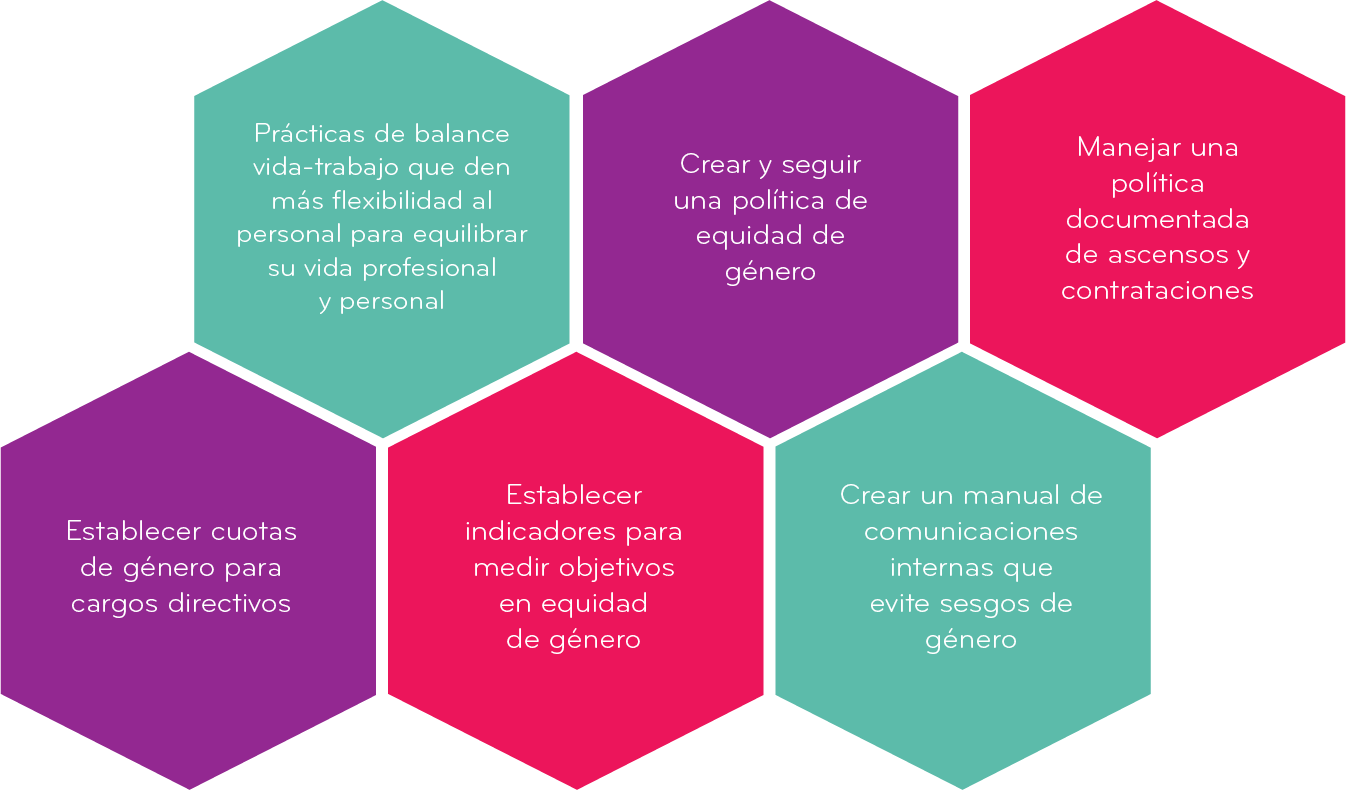 Prácticas de balance
vida-trabajo que den
más flexibilidad al
personal para equilibrar
su vida profesional
y personal
Crear y seguir
una política de
equidad de
género
Manejar una
política
documentada
de ascensos y
contrataciones
Establecer cuotas
de género para
cargos directivos
Establecer
indicadores para
medir objetivos
en equidad
de género
Crear un manual de
comunicaciones
internas que
evite sesgos de
género